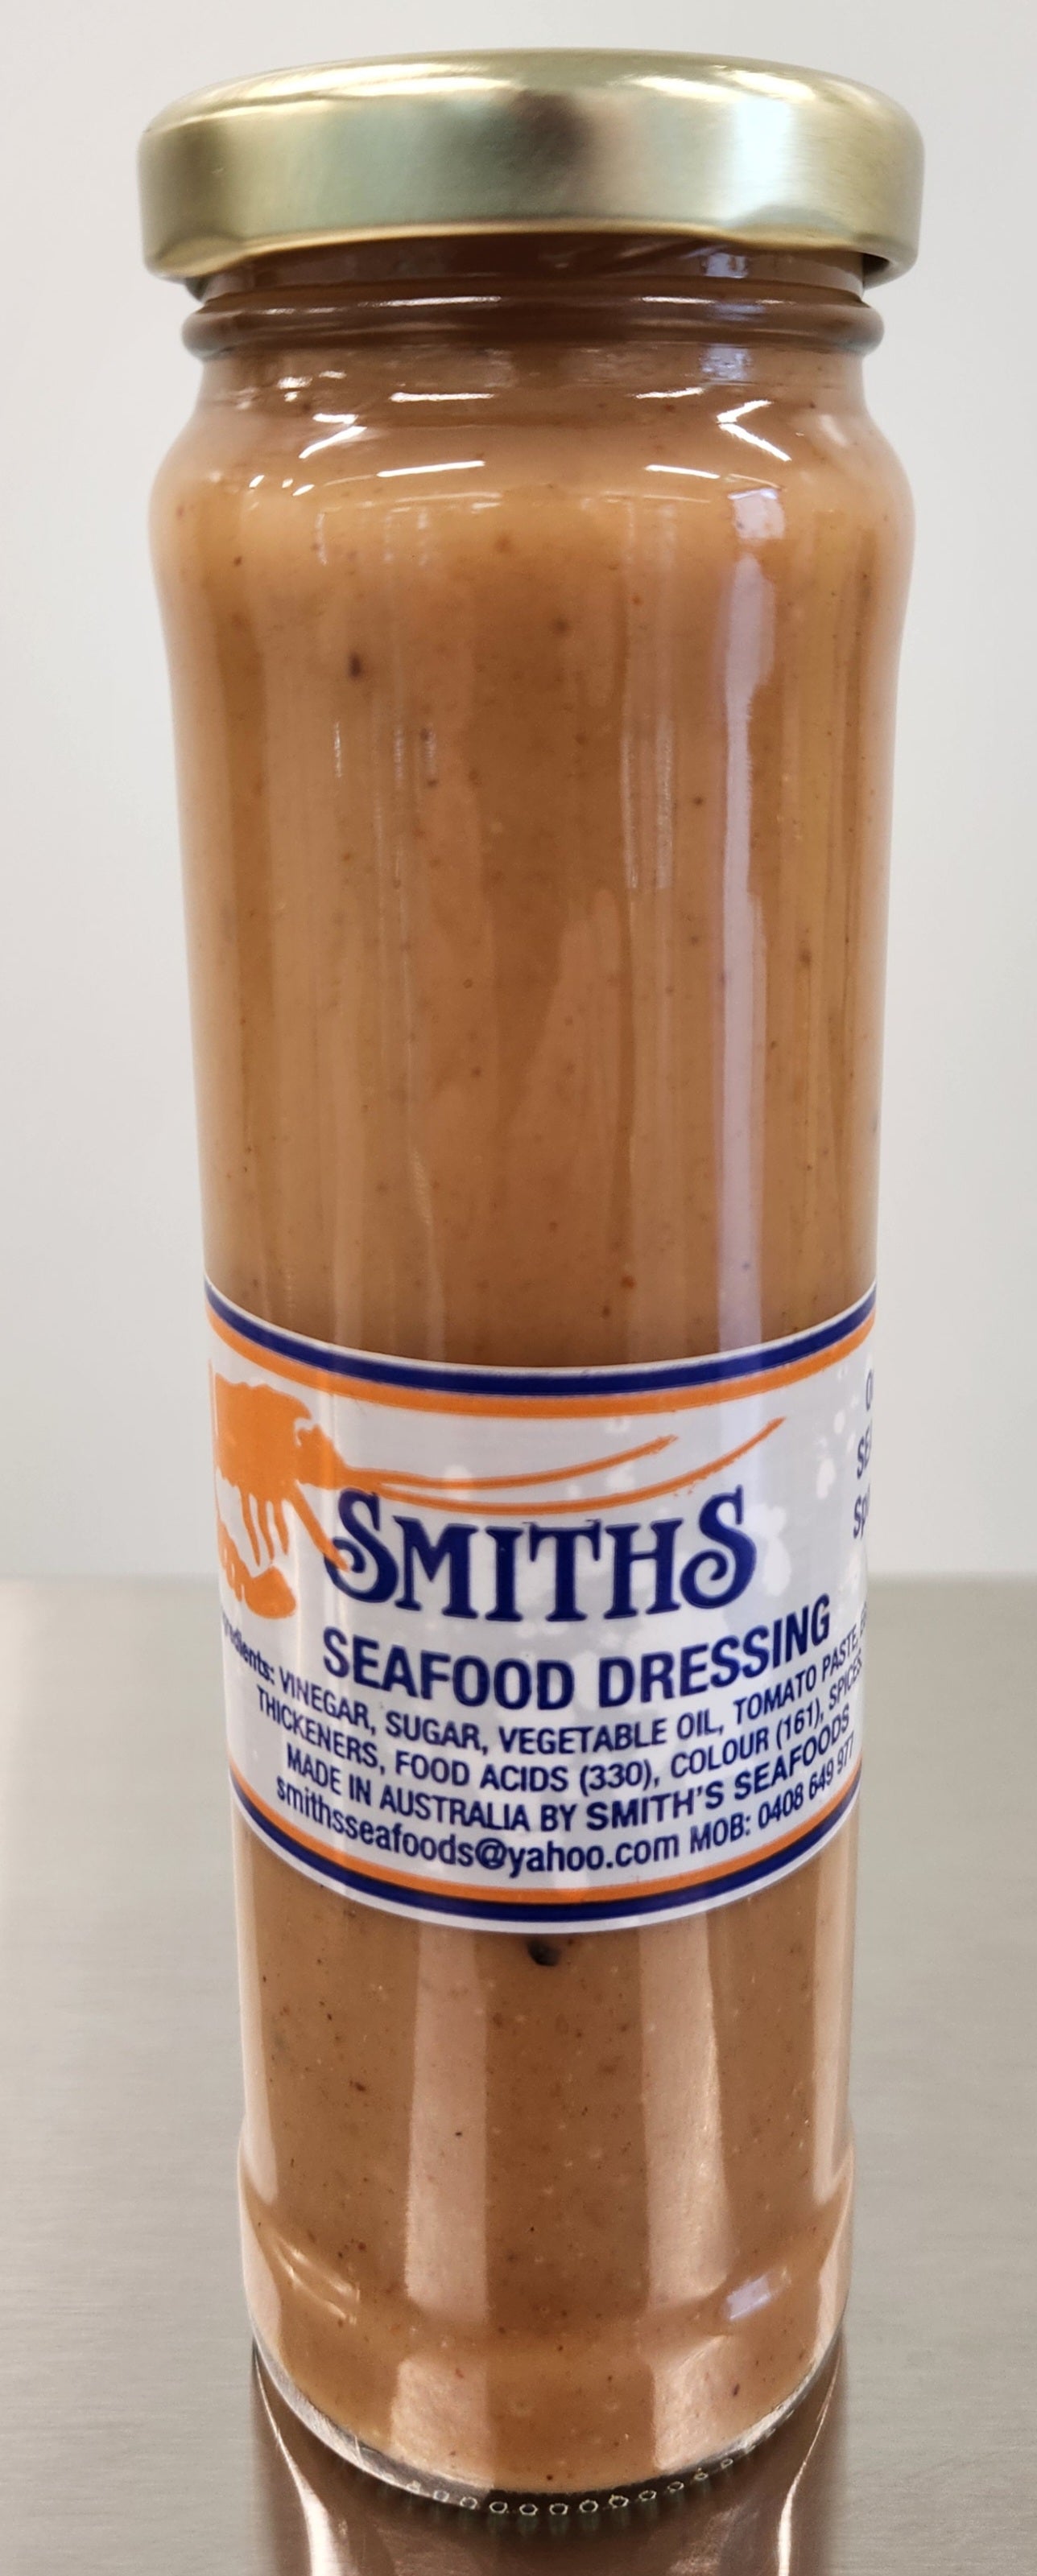 SMITHS
SEAFOOD DRESSING
VINEGAR, SUGAR, VEGETABLE OIL, TOMATO PASTE,
THICKENERS, FOOD ACIDS (330), COLOUR (161), SPICES
MADE IN AUSTRALIA BY SMITH'S SEAFOODS
smithsseafoods@yahoo.com MOB: 0408 649 977